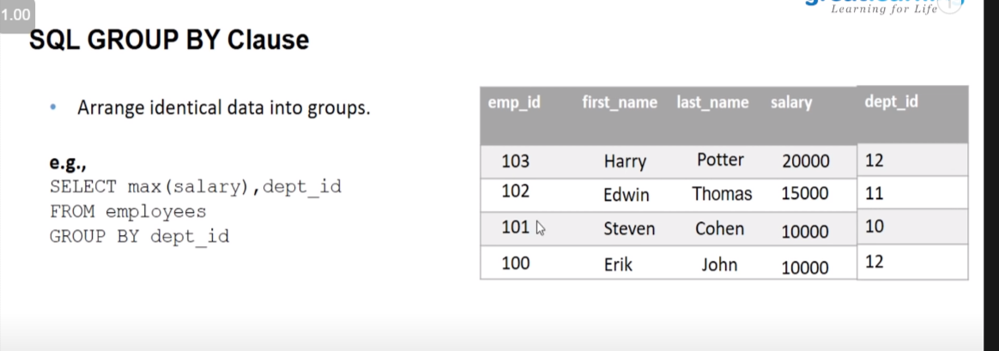 1.00
Learning for Life
SQL GROUP BY Clause
• Arrange identical data into groups.
e.g.,
SELECT max(salary),dept_id
FROM employees
GROUP BY dept_id
emp_id first_name last_name salary dept_id
103 Harry Potter 20000 12
102 Edwin Thomas 15000 11
101 Steven Cohen 10000 10
100 Erik John 10000 12